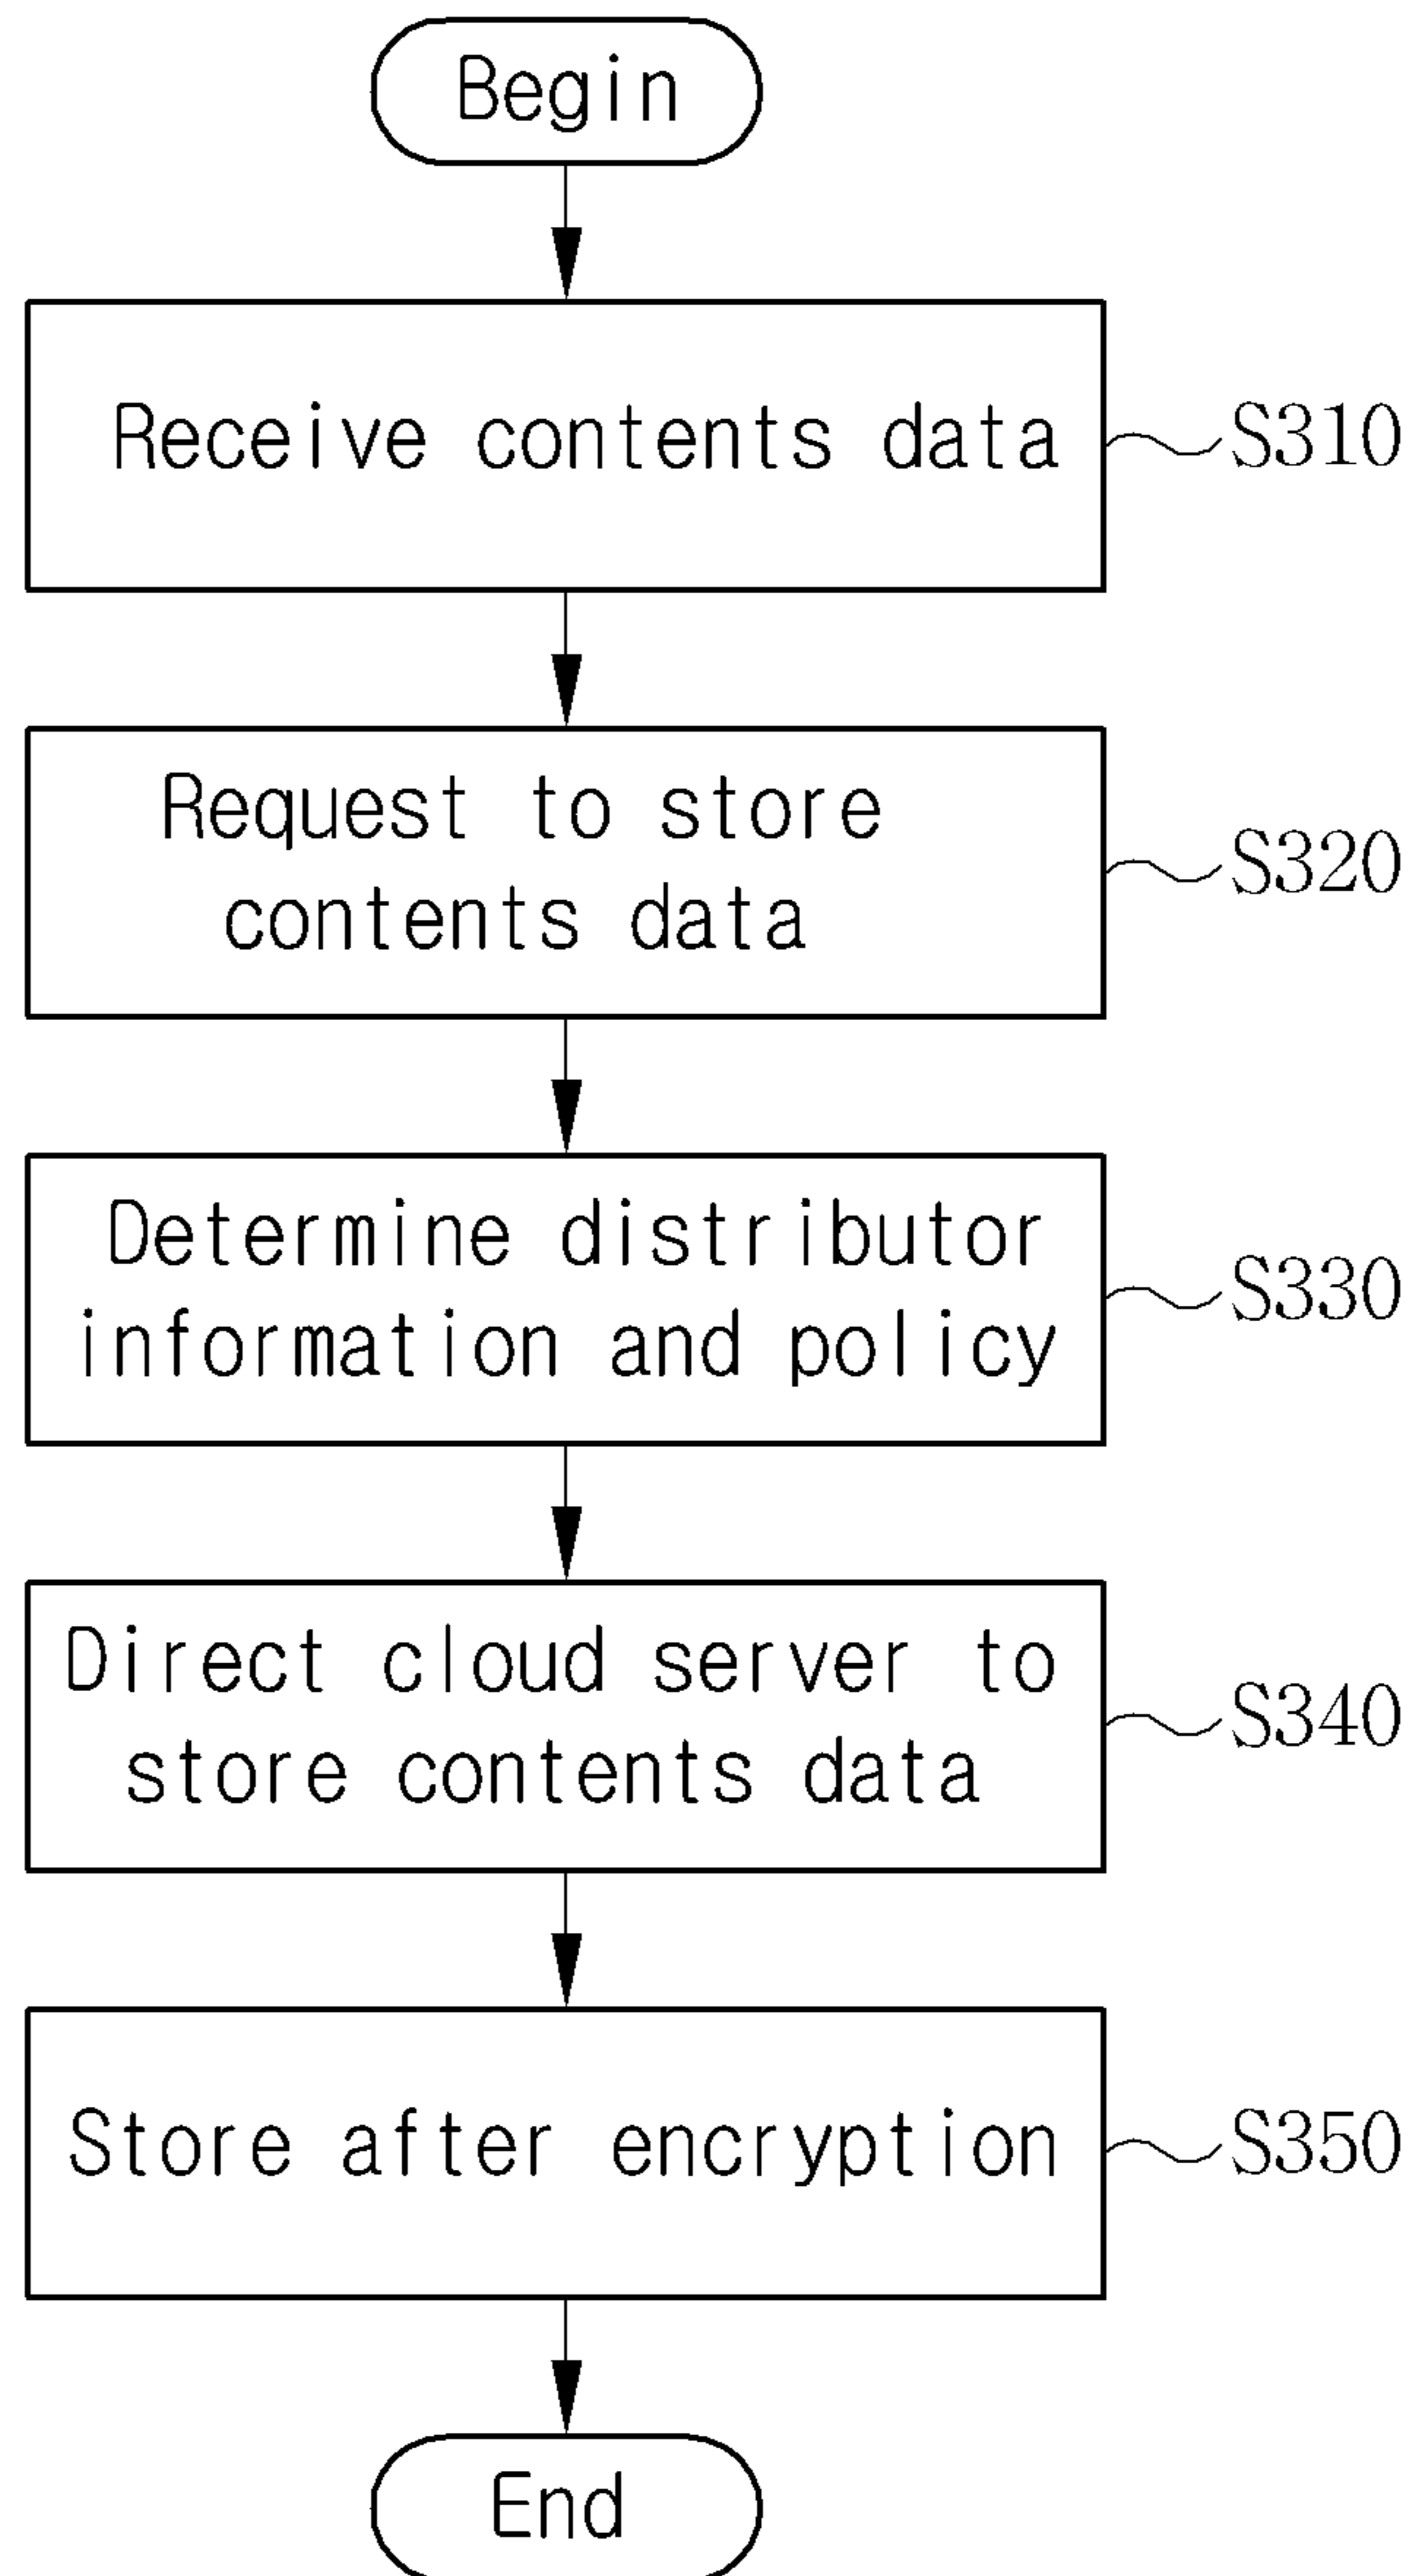 Begin
Receive contents data
S310
Request to store
contents data
S320
Determine distributor
information and policy
S330
Direct cloud server to
store contents data
S340
Store after encryption
S350
End